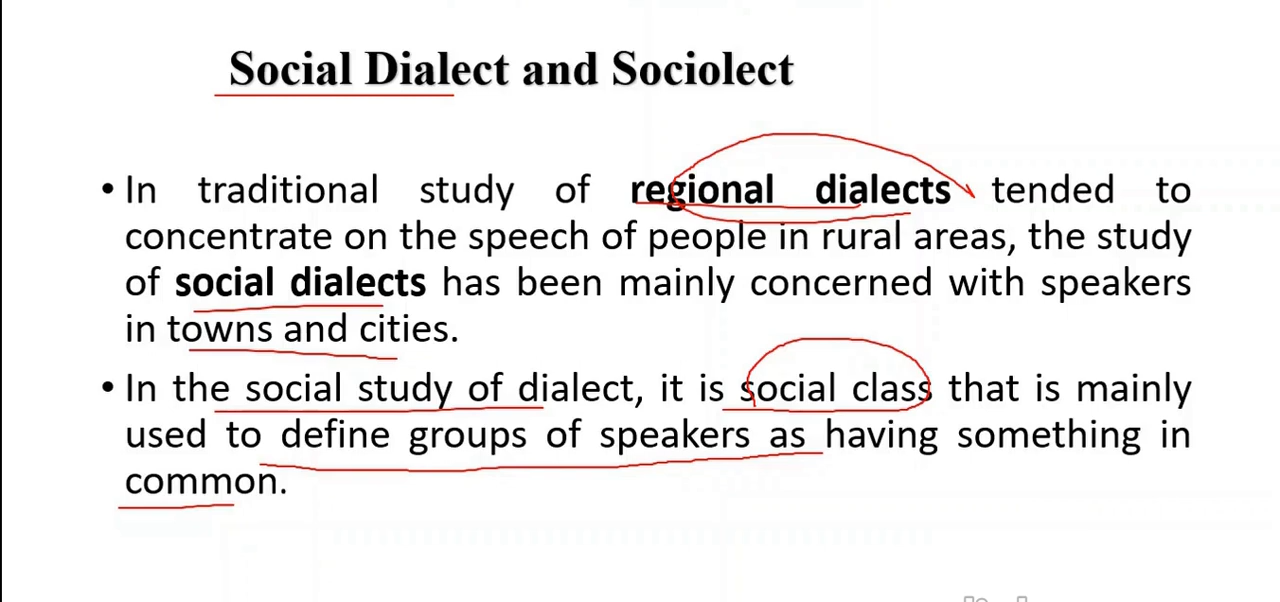 Social Dialect and Sociolect
• In traditional study of regional dialects tended to
concentrate on the speech of people in rural areas, the study
of social dialects has been mainly concerned with speakers
in towns and cities.
• In the social study of dialect, it is social class that is mainly
used to define groups of speakers as having something in
common.